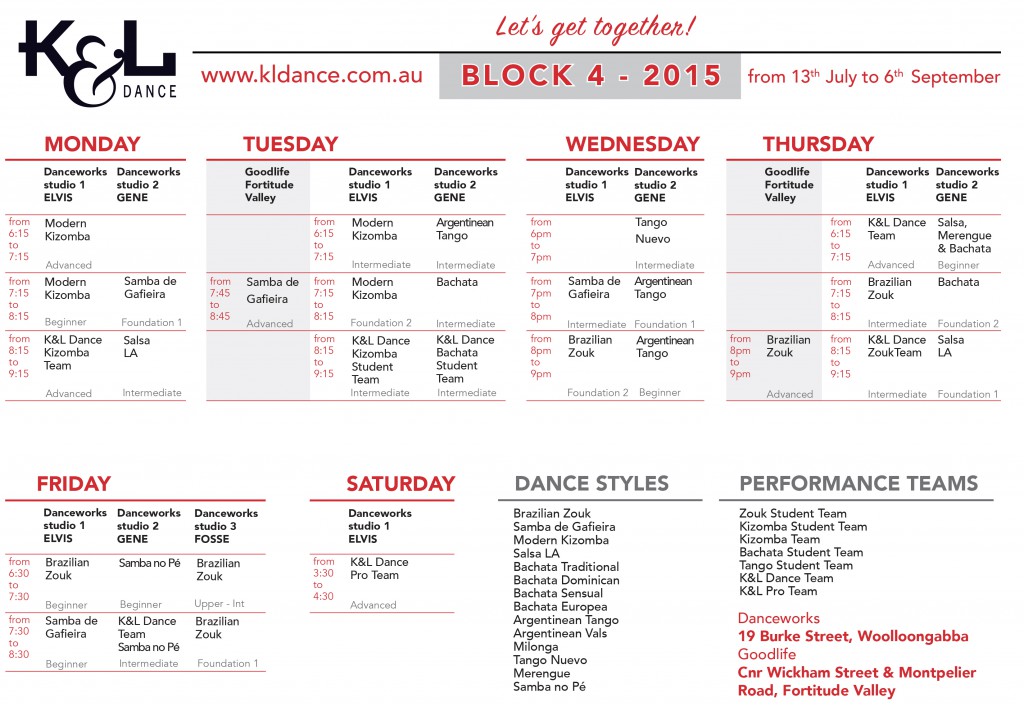 K&L
DANCE
Let's get together!
www.kldance.com.au
BLOCK 4 - 2015
from 13th July to 6th September
MONDAY
Danceworks studio 1 ELVIS
Danceworks studio 2 GENE
from 6:15 to 7:15
Modern Kizomba
Advanced
from 7:15 to 8:15
Modern Kizomba
Beginner
Samba de Gafieira
Foundation 1
from 8:15 to 9:15
K&L Dance Kizomba Team
Advanced
Salsa LA
Intermediate
TUESDAY
Goodlife Fortitude Valley
Danceworks studio 1 ELVIS
Danceworks studio 2 GENE
from 6:15 to 7:15
Modern Kizomba
Intermediate
Argentinean Tango
Intermediate
from 7:45 to 8:45
Samba de Gafieira
Advanced
from 7:15 to 8:15
Modern Kizomba
Foundation 2
Bachata
Intermediate
from 8:15 to 9:15
K&L Dance Kizomba Student Team
Intermediate
K&L Dance Bachata Student Team
Intermediate
WEDNESDAY
Danceworks studio 1 ELVIS
Danceworks studio 2 GENE
from 6pm to 7pm
Tango Nuevo
Intermediate
from 7pm to 8pm
Samba de Gafieira
Intermediate
Argentinean Tango
Foundation 1
from 8pm to 9pm
Brazilian Zouk
Foundation 2
Argentinean Tango
Beginner
THURSDAY
Goodlife Fortitude Valley
Danceworks studio 1 ELVIS
Danceworks studio 2 GENE
from 6:15 to 7:15
K&L Dance Team
Advanced
Salsa, Merengue & Bachata
Beginner
from 7:15 to 8:15
Brazilian Zouk
Intermediate
Bachata
Foundation 2
from 8pm to 9pm
Brazilian Zouk
Advanced
from 8:15 to 9:15
K&L Dance ZoukTeam
Intermediate
Salsa LA
Foundation 1
FRIDAY
Danceworks studio 1 ELVIS
Danceworks studio 2 GENE
Danceworks studio 3 FOSSE
from 6:30 to 7:30
Brazilian Zouk
Beginner
Samba no Pé
Beginner
Brazilian Zouk
Upper - Int
from 7:30 to 8:30
Samba de Gafieira
Beginner
K&L Dance Team Samba no Pé
Intermediate
Brazilian Zouk
Foundation 1
SATURDAY
Danceworks studio 1 ELVIS
from 3:30 to 4:30
K&L Dance Pro Team
Advanced
DANCE STYLES
Brazilian Zouk
Samba de Gafieira
Modern Kizomba
Salsa LA
Bachata Traditional
Bachata Dominican
Bachata Sensual
Bachata Europea
Argentinean Tango
Argentinean Vals
Milonga
Tango Nuevo
Merengue
Samba no Pé
PERFORMANCE TEAMS
Zouk Student Team
Kizomba Student Team
Kizomba Team
Bachata Student Team
Tango Student Team
K&L Dance Team
K&L Pro Team
Danceworks
19 Burke Street, Woolloongabba
Goodlife
Cnr Wickham Street & Montpelier
Road, Fortitude Valley